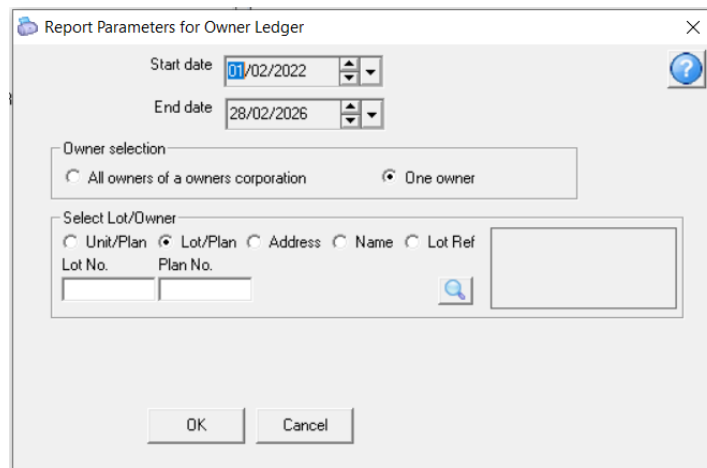 Report Parameters for Owner Ledger
Start date 01/02/2022
End date 28/02/2026
Owner selection
All owners of a owners corporation One owner
Select Lot/Owner
Unit/Plan Lot/Plan Address Name Lot Ref
Lot No. Plan No.
OK Cancel